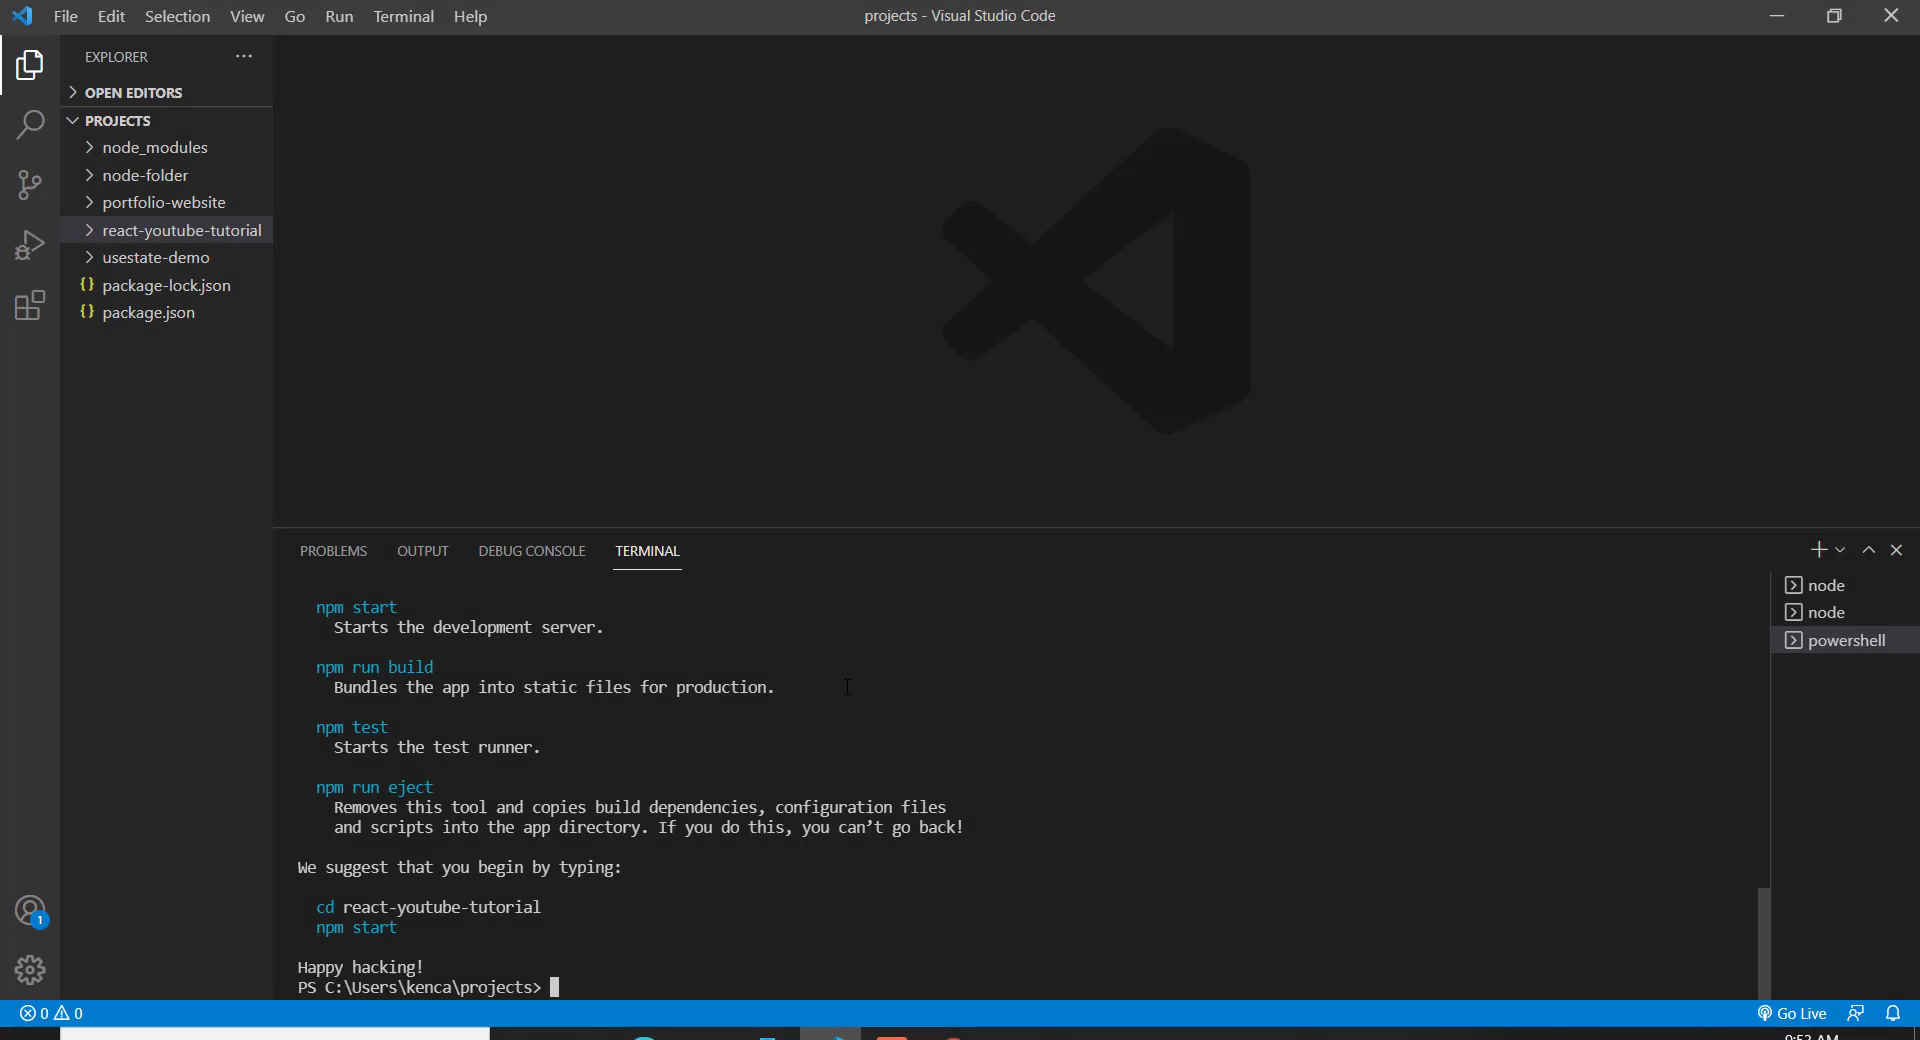 File Edit Selection View Go Run Terminal Help
projects - Visual Studio Code
EXPLORER ···
OPEN EDITORS
PROJECTS
node_modules
node-folder
portfolio-website
react-youtube-tutorial
usestate-demo
{} package-lock.json
{} package.json
PROBLEMS OUTPUT DEBUG CONSOLE TERMINAL
npm start
Starts the development server.
npm run build
Bundles the app into static files for production.
npm test
Starts the test runner.
npm run eject
Removes this tool and copies build dependencies, configuration files
and scripts into the app directory. If you do this, you can’t go back!
We suggest that you begin by typing:
cd react-youtube-tutorial
npm start
Happy hacking!
PS C:\Users\kenca\projects>
node
node
powershell
1
0 0
Go Live